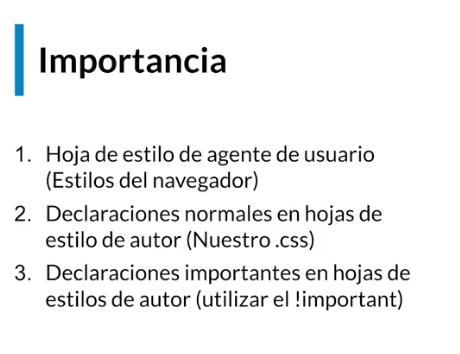 Importancia
1. Hoja de estilo de agente de usuario
(Estilos del navegador)
2. Declaraciones normales en hojas de
estilo de autor (Nuestro .css)
3. Declaraciones importantes en hojas de
estilos de autor (utilizar el !important)